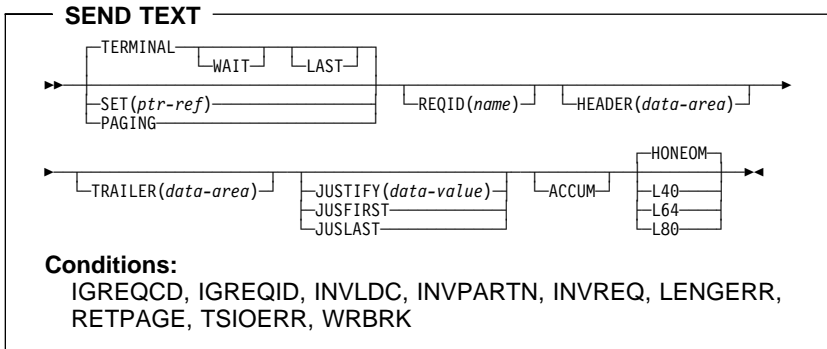 SEND TEXT
TERMINAL
WAIT LAST
SET(ptr-ref) REQID(name) HEADER(data-area)
PAGING
HONEOM
TRAILER(data-area) JUSTIFY(data-value) ACCUM L40
JUSFIRST L64
JUSLAST L80
Conditions:
IGREQCD, IGREQID, INVLDC, INVPARTN, INVREQ, LENGERR,
RETPAGE, TSIOERR, WRBRK